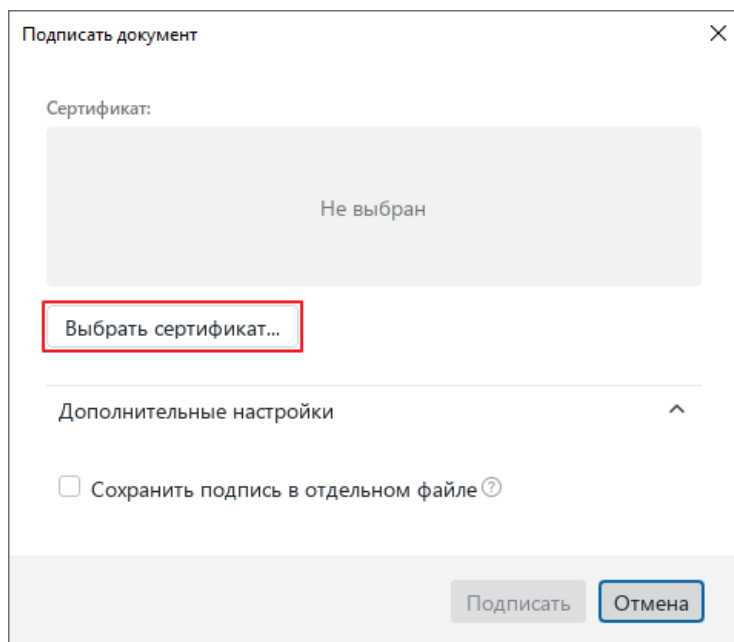 Подписать документ
Сертификат:
Не выбран
Выбрать сертификат...
Дополнительные настройки
Сохранить подпись в отдельном файле ?
Подписать Отмена